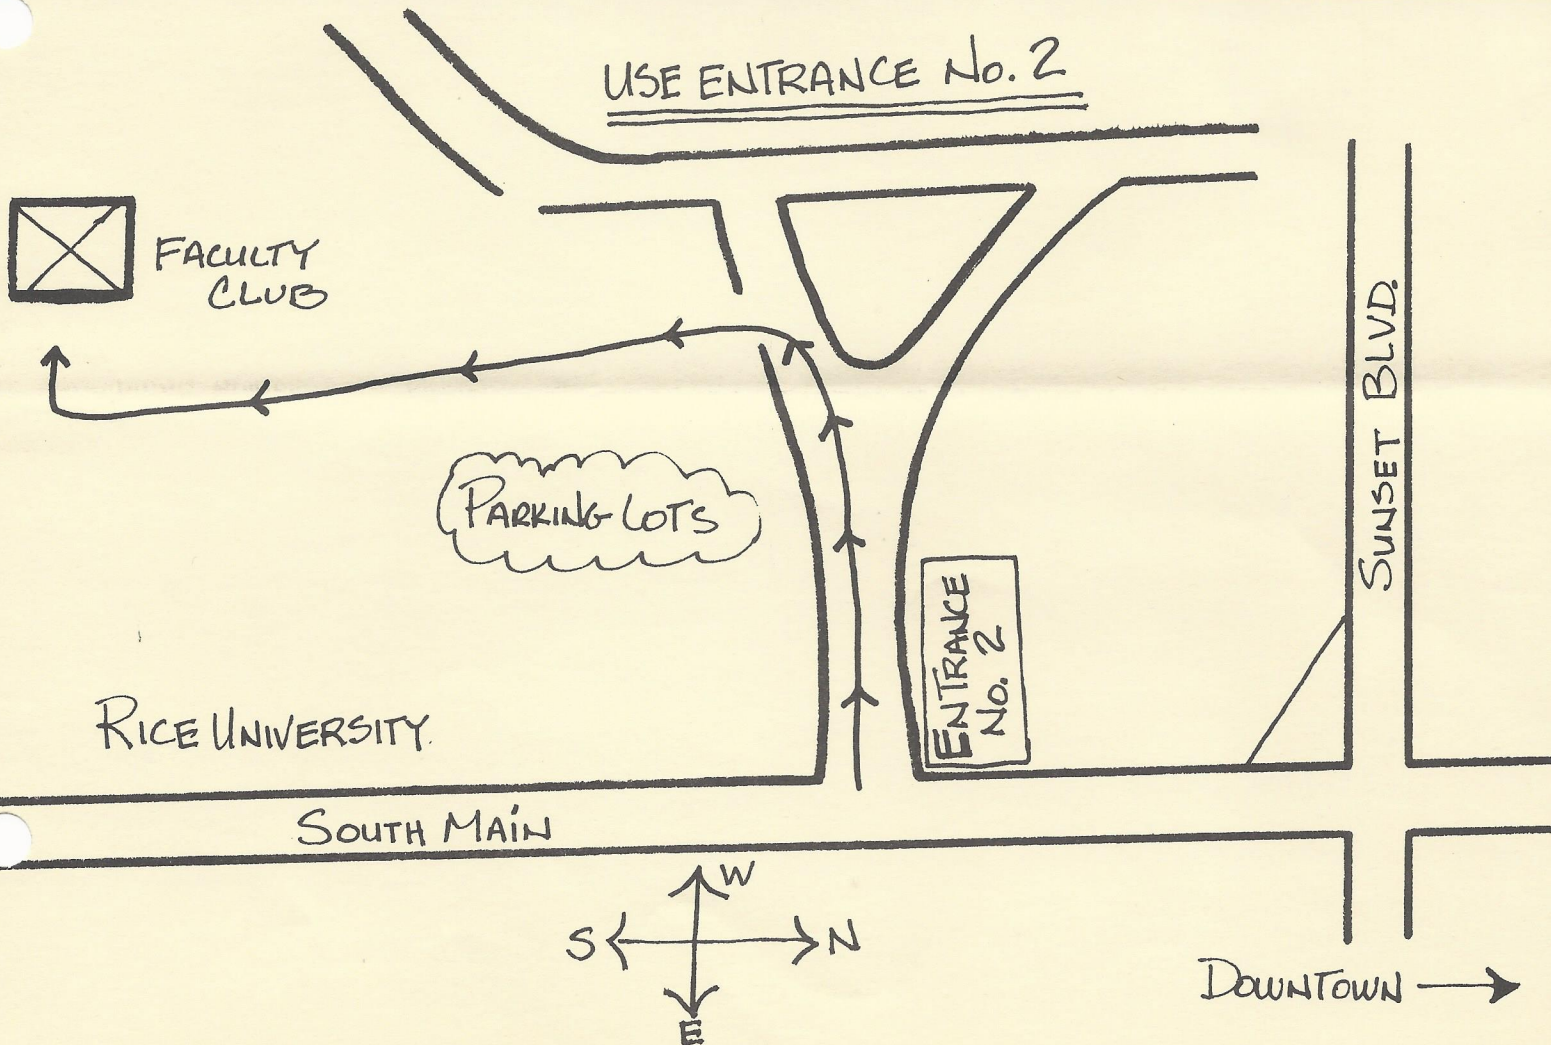 USE ENTRANCE No. 2
FACULTY
CLUB
SUNSET BLVD.
PARKING LOTS
ENTRANCE
No. 2
RICE UNIVERSITY.
SOUTH MAIN
W
S
N
E
DOWNTOWN